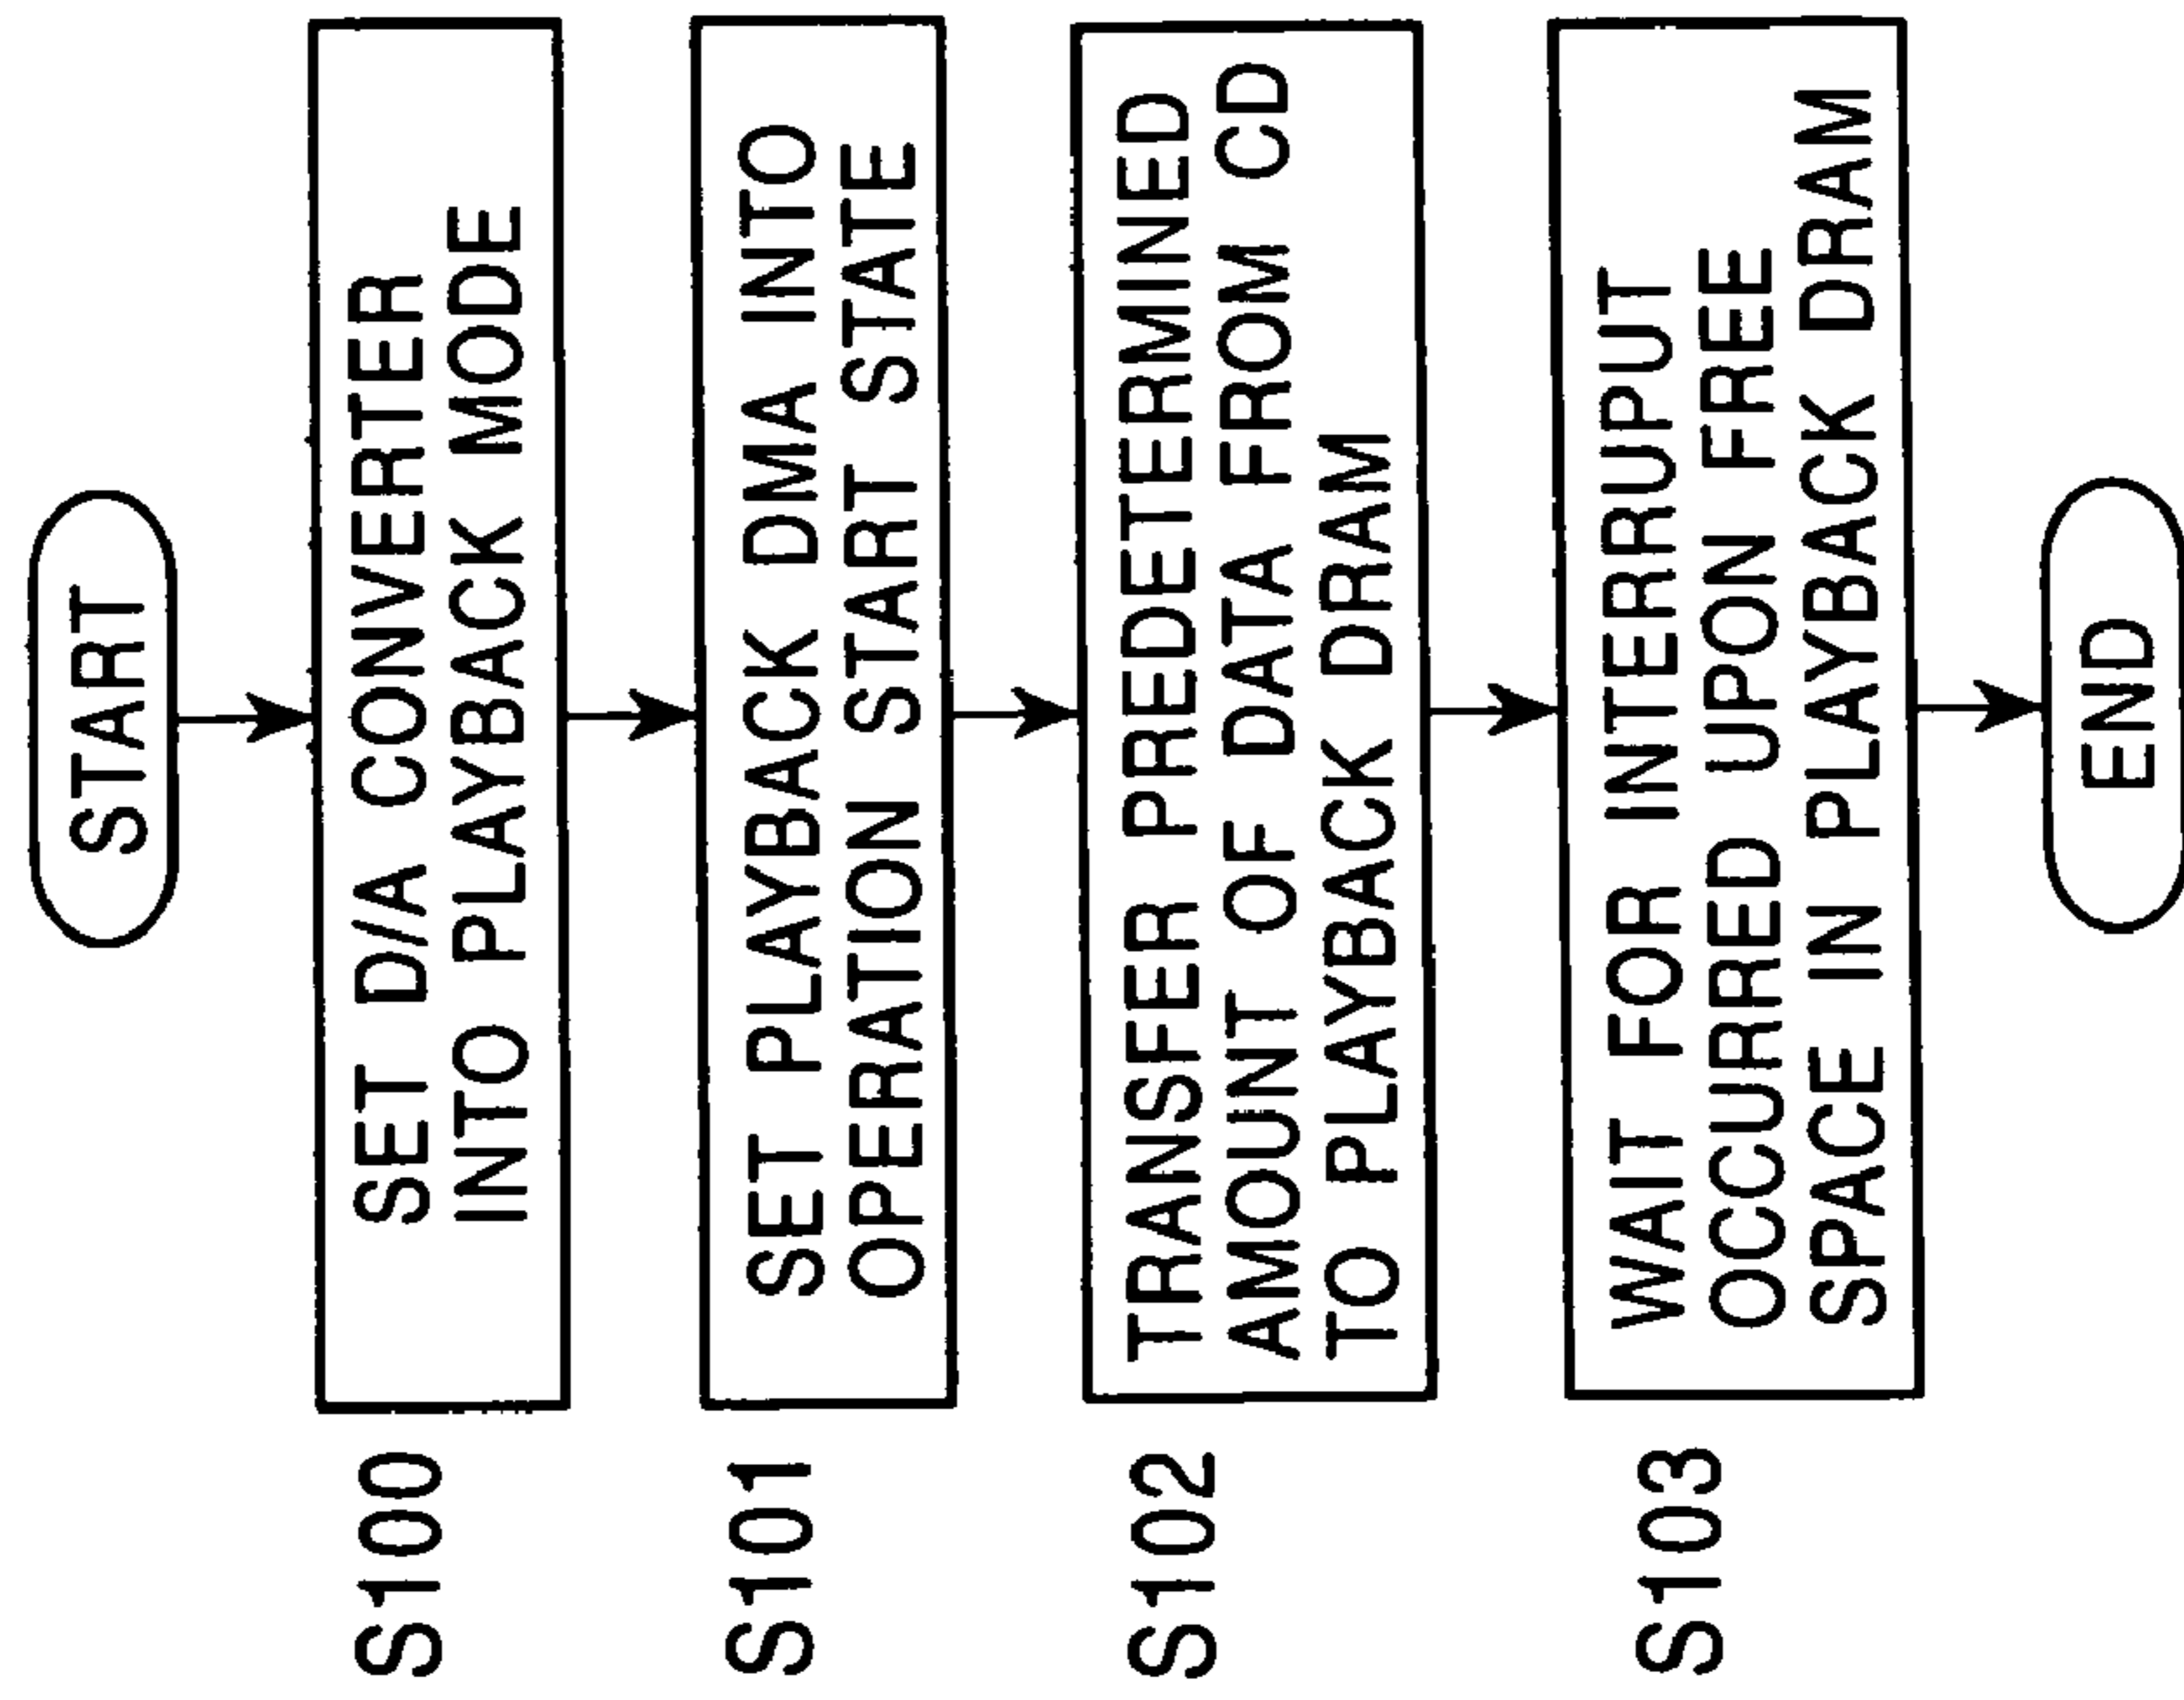 START
S100
SET D/A CONVERTER
INTO PLAYBACK MODE
S101
SET PLAYBACK DMA INTO
OPERATION START STATE
S102
TRANSFER PREDETERMINED
AMOUNT OF DATA FROM CD
TO PLAYBACK DRAM
S103
WAIT FOR INTERRUPUT
OCCURRED UPON FREE
SPACE IN PLAYBACK DRAM
END